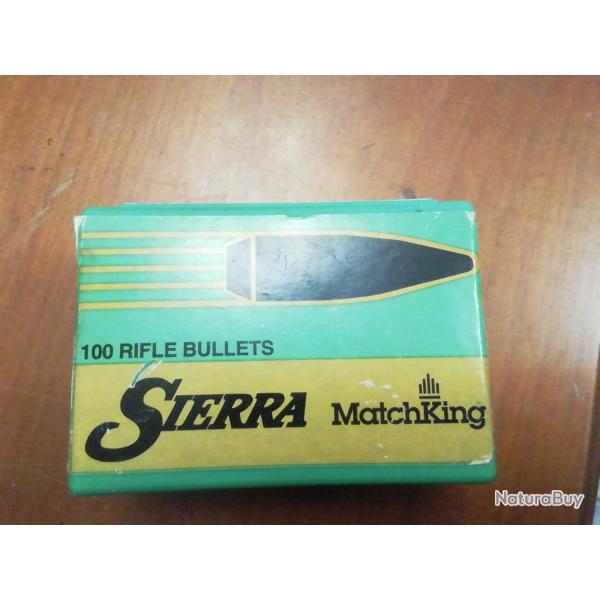 100 RIFLE BULLETS
SIERRA MatchKing
NaturaBuy